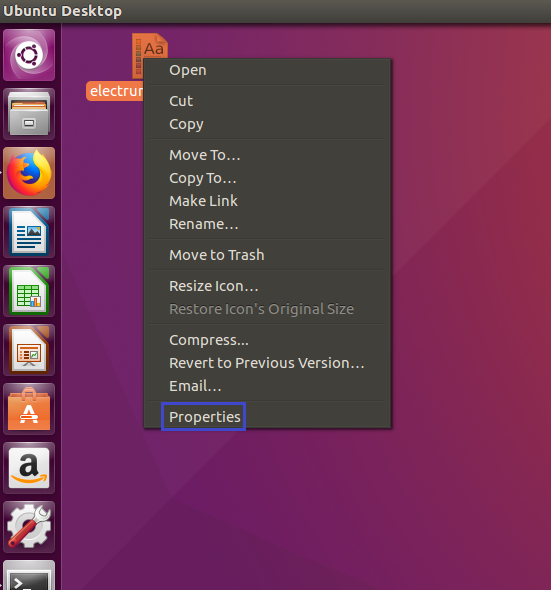 Ubuntu Desktop
Aa
Open
Cut
Copy
Move To…
Copy To…
Make Link
Rename…
Move to Trash
Resize Icon…
Restore Icon's Original Size
Compress...
Revert to Previous Version…
Email…
Properties
A
a
>_